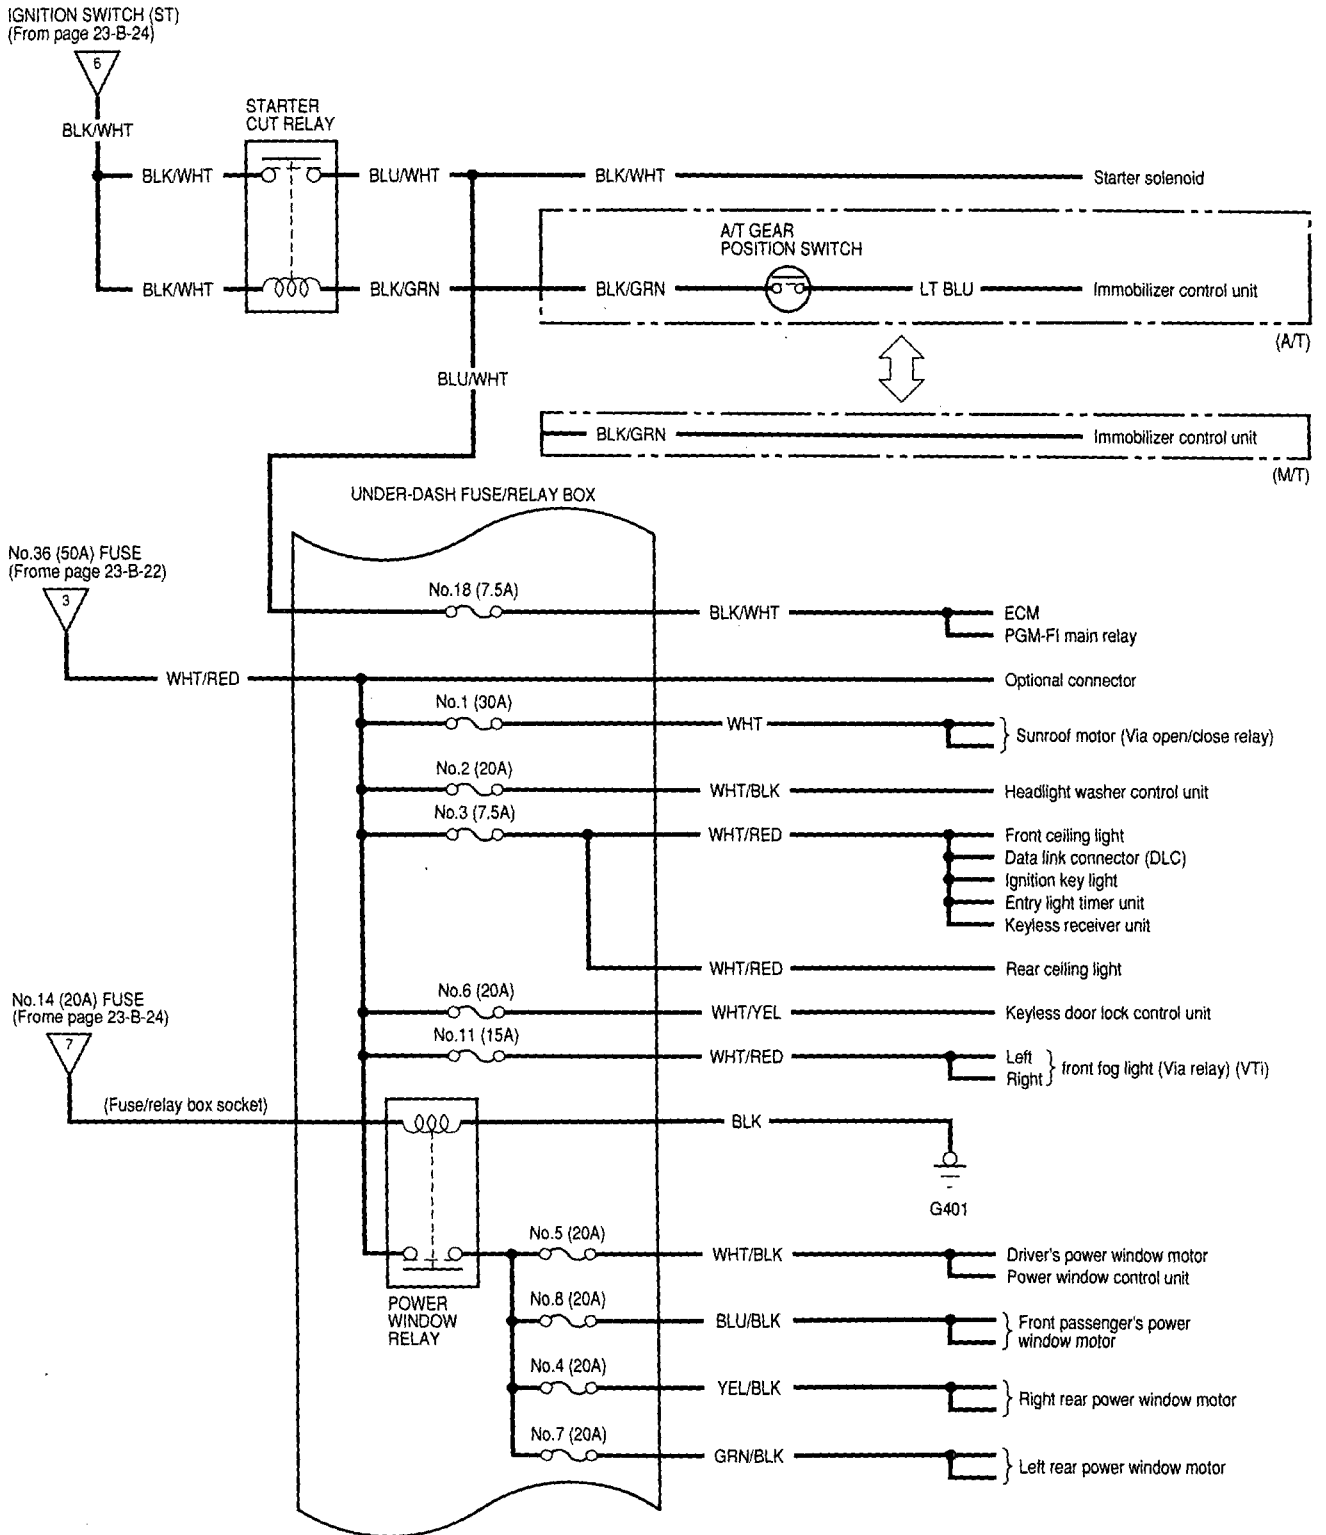 IGNITION SWITCH (ST)
(From page 23-B-24)
6
BLK/WHT
STARTER
CUT RELAY
BLK/WHT
BLU/WHT
BLK/WHT
Starter solenoid
A/T GEAR
POSITION SWITCH
BLK/WHT
BLK/GRN
BLK/GRN
LT BLU
Immobilizer control unit
(A/T)
BLU/WHT
BLK/GRN
Immobilizer control unit
(M/T)
UNDER-DASH FUSE/RELAY BOX
No.36 (50A) FUSE
(Frome page 23-B-22)
3
No.18 (7.5A)
BLK/WHT
ECM
PGM-FI main relay
WHT/RED
Optional connector
No.1 (30A)
WHT
Sunroof motor (Via open/close relay)
No.2 (20A)
WHT/BLK
Headlight washer control unit
No.3 (7.5A)
WHT/RED
Front ceiling light
Data link connector (DLC)
Ignition key light
Entry light timer unit
Keyless receiver unit
WHT/RED
Rear ceiling light
No.14 (20A) FUSE
(Frome page 23-B-24)
7
No.6 (20A)
WHT/YEL
Keyless door lock control unit
No.11 (15A)
WHT/RED
Left
Right
front fog light (Via relay) (VTi)
(Fuse/relay box socket)
BLK
G401
No.5 (20A)
WHT/BLK
Driver's power window motor
Power window control unit
POWER
WINDOW
RELAY
No.8 (20A)
BLU/BLK
Front passenger's power
window motor
No.4 (20A)
YEL/BLK
Right rear power window motor
No.7 (20A)
GRN/BLK
Left rear power window motor